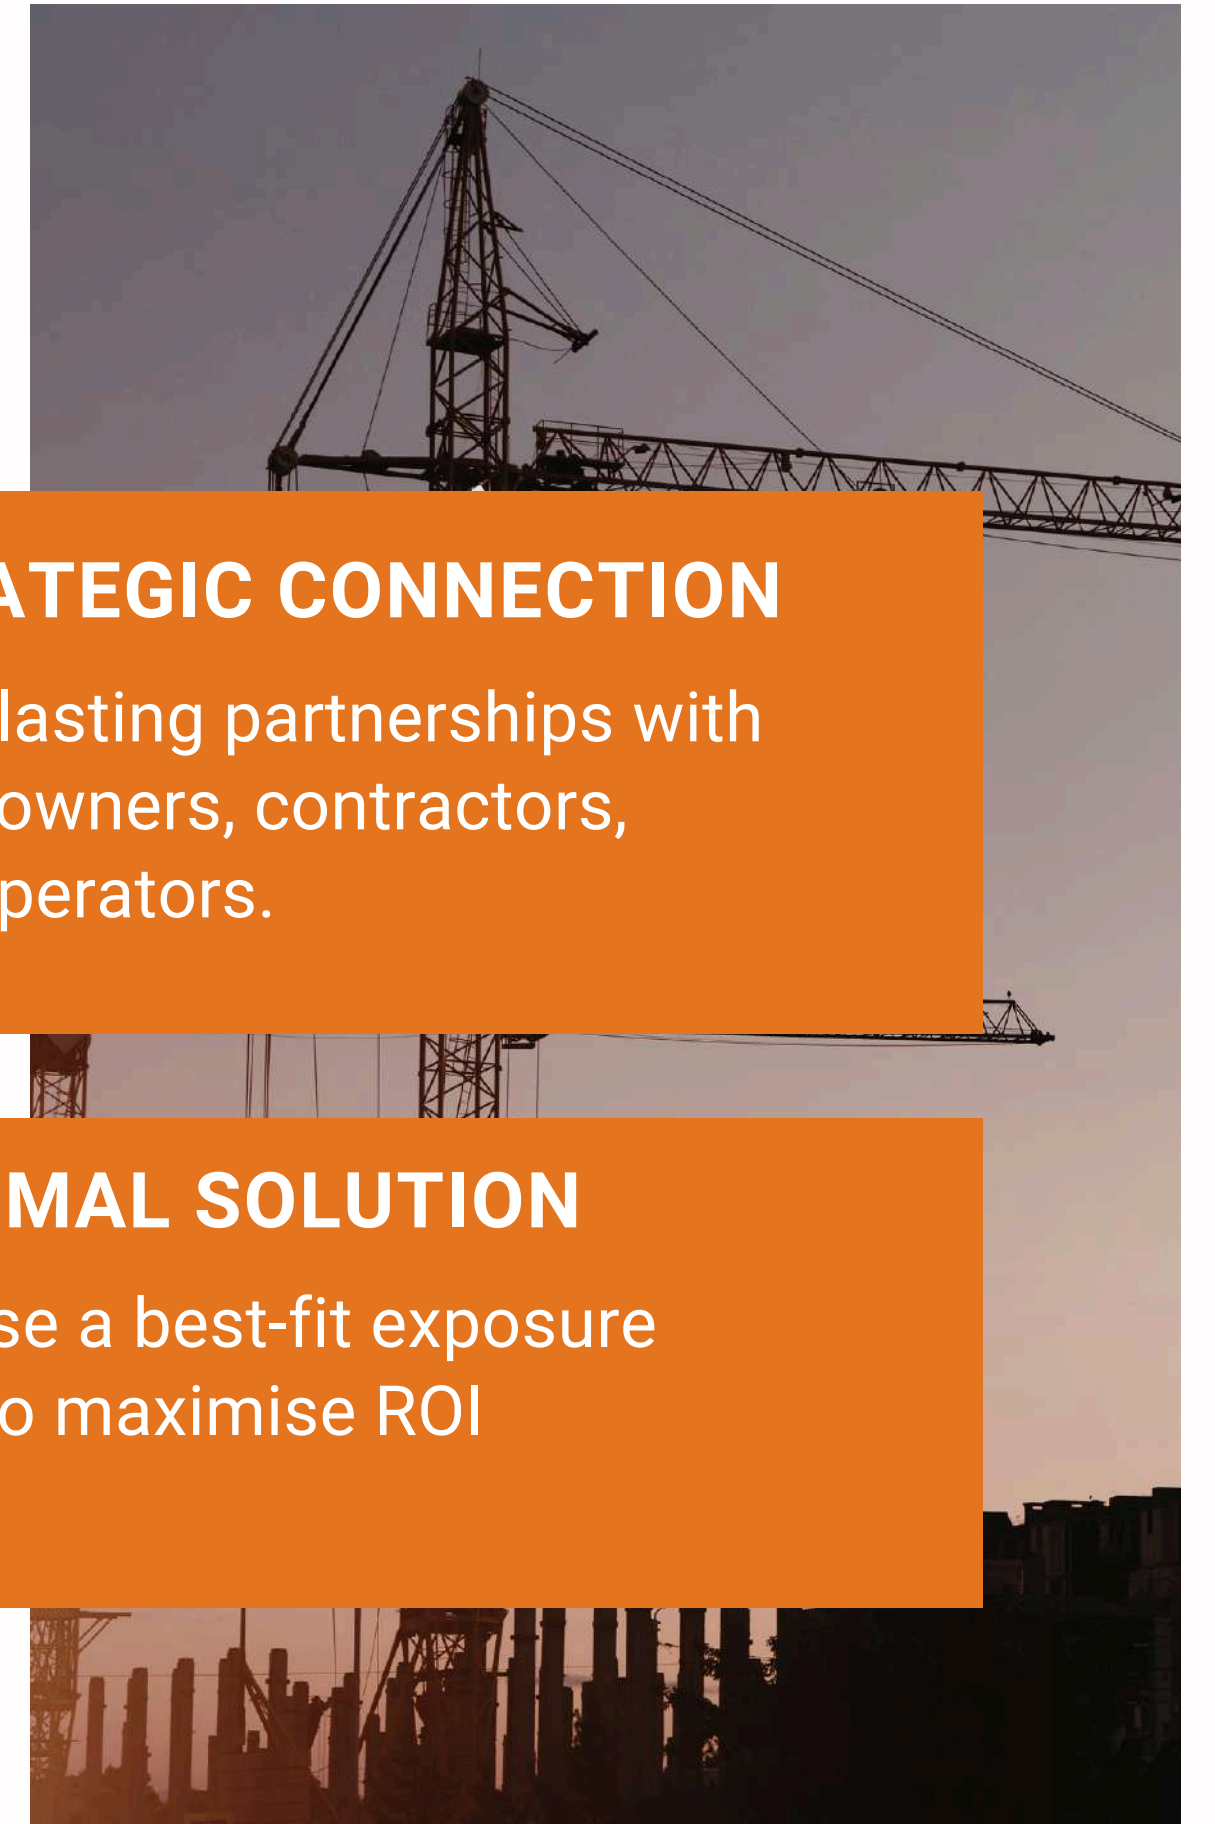 ATEGIC CONNECTION
lasting partnerships with
owners, contractors,
perators.
MAL SOLUTION
se a best-fit exposure
o maximise ROI